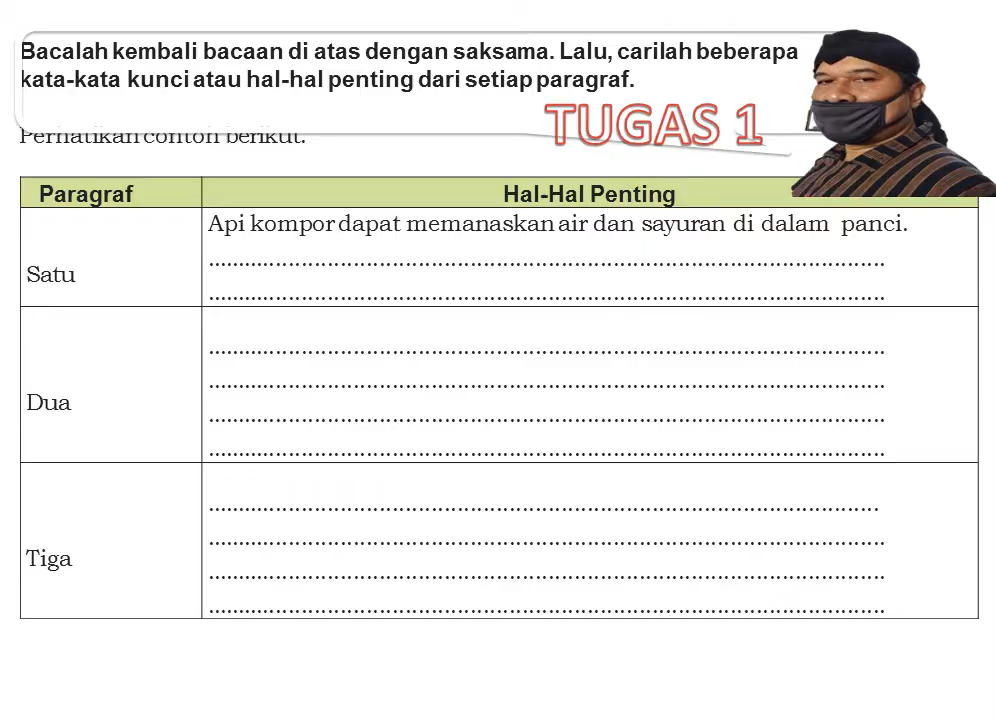 Bacalah kembali bacaan di atas dengan saksama. Lalu, carilah beberapa
kata-kata kunci atau hal-hal penting dari setiap paragraf.
TUGAS 1
Perhatikan contoh berikut.
Paragraf Hal-Hal Penting
Api kompor dapat memanaskan air dan sayuran di dalam panci.
Satu
Dua
Tiga